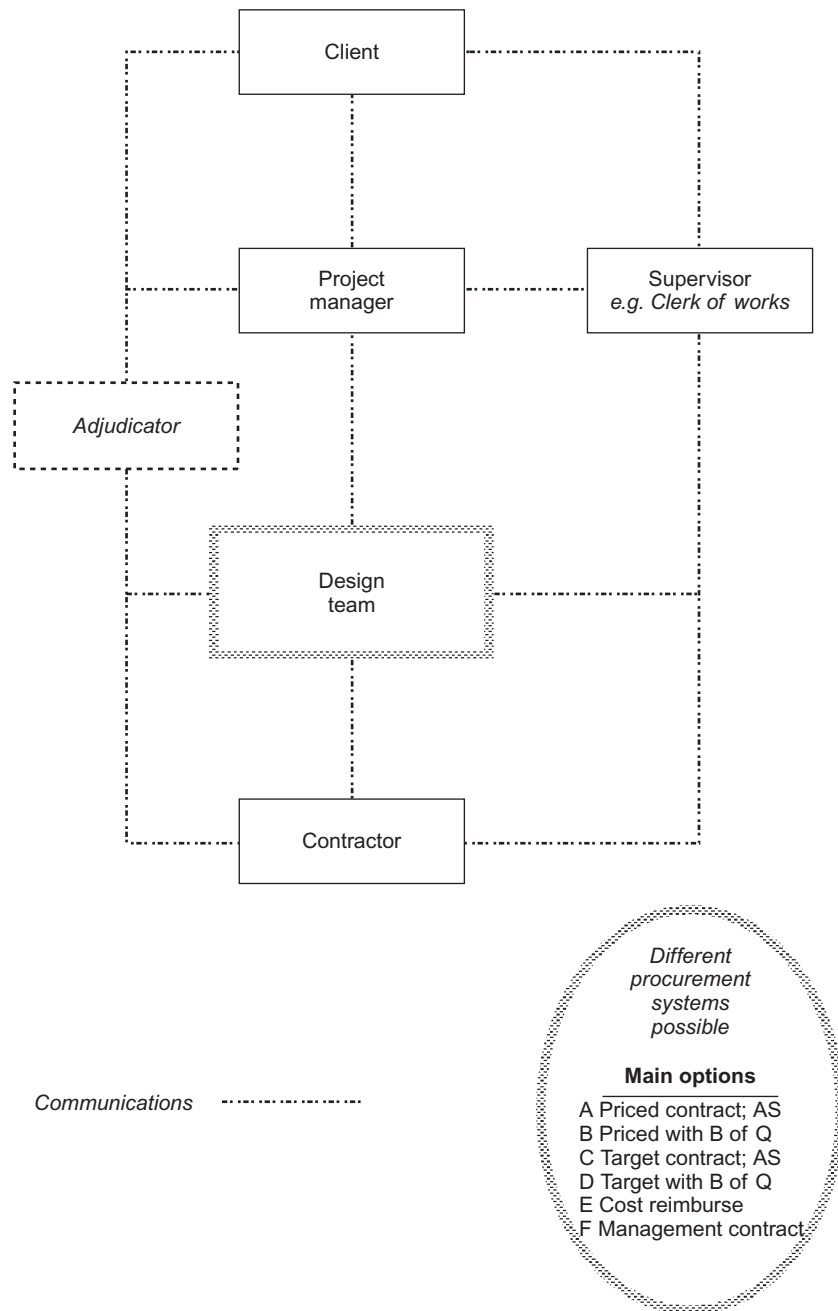 Client
Project
manager
Supervisor
e.g. Clerk of works
Adjudicator
Design
team
Contractor
Different
procurement
systems
possible
Main options
A Priced contract; AS
B Priced with B of Q
C Target contract; AS
D Target with B of Q
E Cost reimburse
F Management contract
Communications